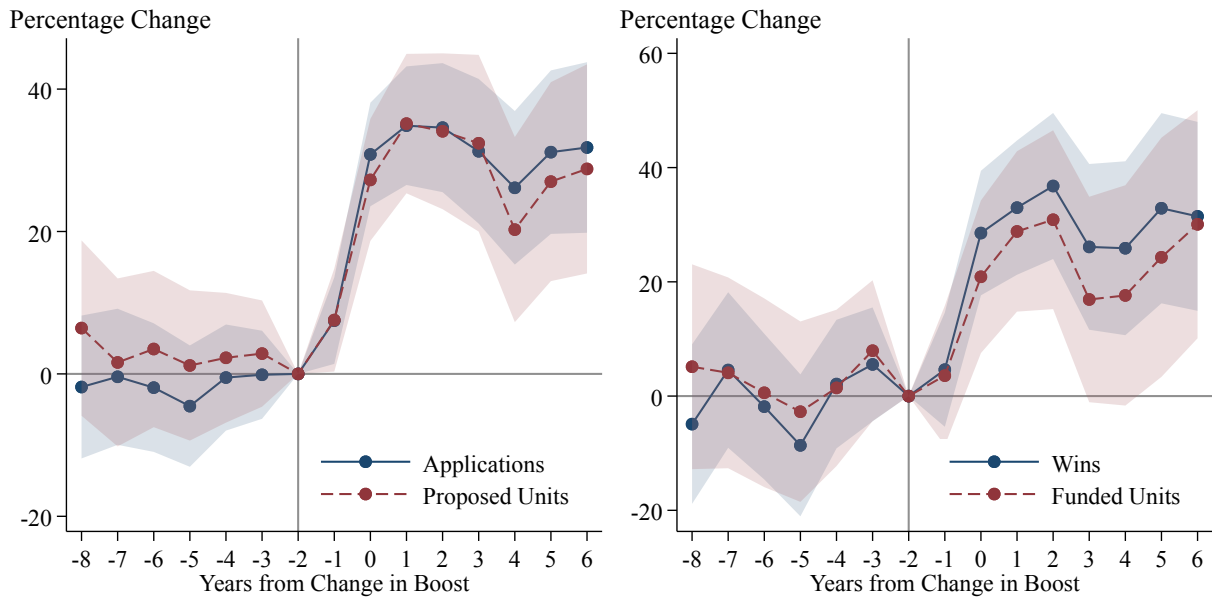 Percentage Change
40
20
0
-20
Applications
Proposed Units
-8 -7 -6 -5 -4 -3 -2 -1 0 1 2 3 4 5 6
Years from Change in Boost
Percentage Change
60
40
20
0
-20
Wins
Funded Units
-8 -7 -6 -5 -4 -3 -2 -1 0 1 2 3 4 5 6
Years from Change in Boost